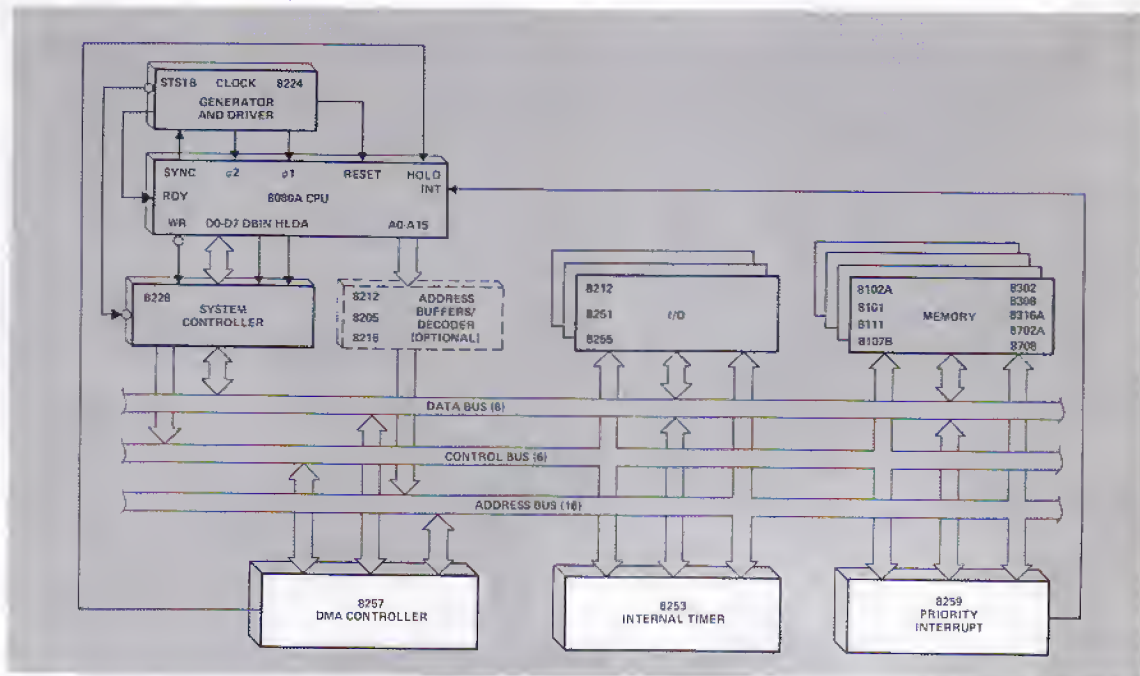 STSTB CLOCK 8224
GENERATOR
AND DRIVER
SYNC φ2 φ1 RESET HOLD
INT
RDY 8080A CPU
WR D0-D7 DBIN HLDA A0-A15
8228
SYSTEM
CONTROLLER
8212 ADDRESS
8205 BUFFERS/
DECODER
8216 (OPTIONAL)
8212
8251 I/O
8255
8102A 8302
8101 8308
8111 MEMORY 8316A
8107B 8702A
8708
DATA BUS (8)
CONTROL BUS (6)
ADDRESS BUS (16)
8257
DMA CONTROLLER
8253
INTERNAL TIMER
8259
PRIORITY
INTERRUPT